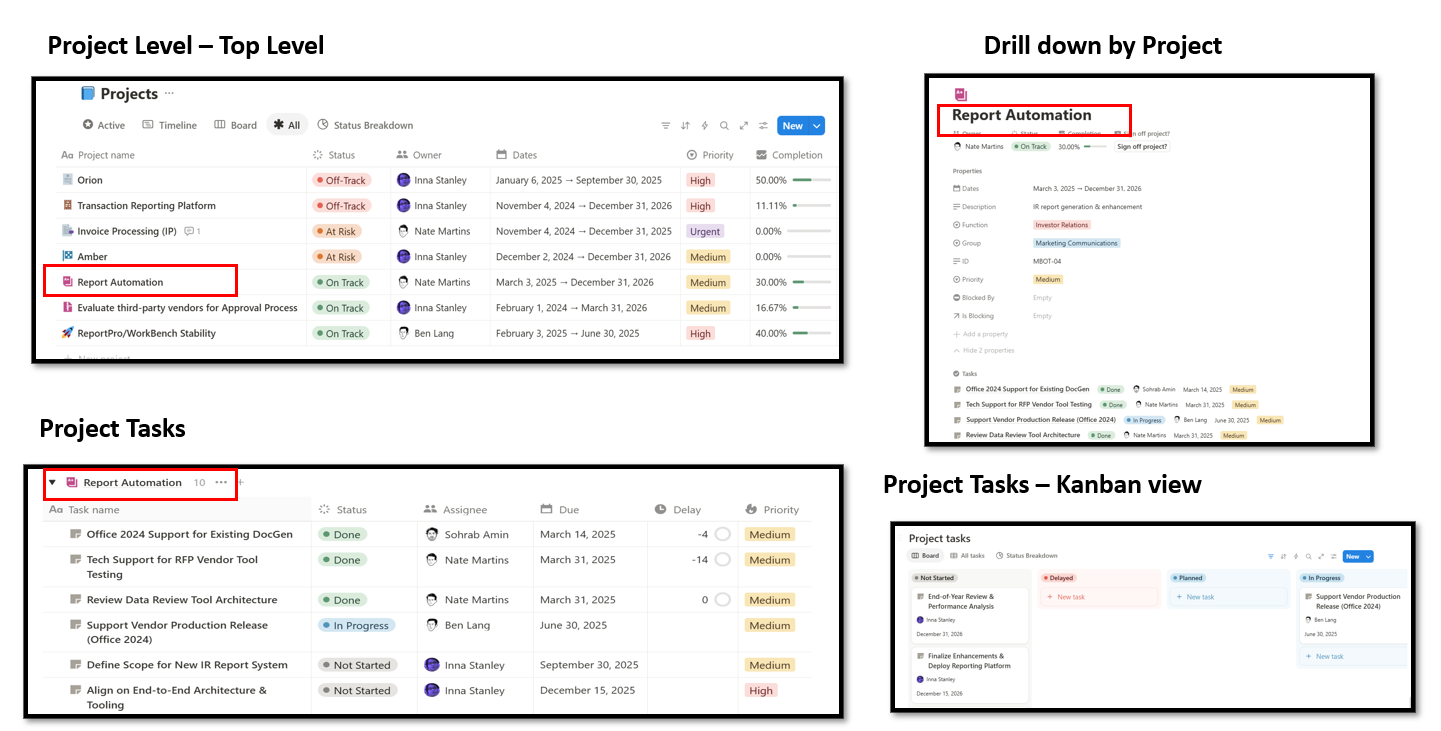 Project Level – Top Level
Projects ...
Active Timeline Board All Status Breakdown New
Aa Project name Status Owner Dates Priority Completion
Orion Off-Track Inna Stanley January 6, 2025 → September 30, 2025 High 50.00%
Transaction Reporting Platform Off-Track Inna Stanley November 4, 2024 → December 31, 2026 High 11.11%
Invoice Processing (IP) 1 At Risk Nate Martins November 4, 2024 → December 31, 2025 Urgent 0.00%
Amber At Risk Inna Stanley December 2, 2024 → December 31, 2026 Medium 0.00%
Report Automation On Track Nate Martins March 3, 2025 → December 31, 2026 Medium 30.00%
Evaluate third-party vendors for Approval Process On Track Inna Stanley February 1, 2024 → March 31, 2026 Medium 16.67%
ReportPro/WorkBench Stability On Track Ben Lang February 3, 2025 → June 30, 2025 High 40.00%
+ New project
Drill down by Project
Report Automation
Owner Status Completion Sign off project?
Nate Martins On Track 30.00% Sign off project?
Properties
Dates March 3, 2025 → December 31, 2026
Description IR report generation & enhancement
Function Investor Relations
Group Marketing Communications
ID MBOT-04
Priority Medium
Blocked By Empty
Is Blocking Empty
+ Add a property
Hide 2 properties
Tasks
Office 2024 Support for Existing DocGen Done Sohrab Amin March 14, 2025 Medium
Tech Support for RFP Vendor Tool Testing Done Nate Martins March 31, 2025 Medium
Support Vendor Production Release (Office 2024) In Progress Ben Lang June 30, 2025 Medium
Review Data Review Tool Architecture Done Nate Martins March 31, 2025 Medium
Project Tasks
Report Automation 10 ... +
Aa Task name Status Assignee Due Delay Priority
Office 2024 Support for Existing DocGen Done Sohrab Amin March 14, 2025 -4 Medium
Tech Support for RFP Vendor Tool Done Nate Martins March 31, 2025 -14 Medium
Testing
Review Data Review Tool Architecture Done Nate Martins March 31, 2025 0 Medium
Support Vendor Production Release In Progress Ben Lang June 30, 2025 Medium
(Office 2024)
Define Scope for New IR Report System Not Started Inna Stanley September 30, 2025 Medium
Align on End-to-End Architecture & Not Started Inna Stanley December 15, 2025 High
Tooling
Project Tasks – Kanban view
Project tasks
Board All tasks Status Breakdown New
Not Started
End-of-Year Review &
Performance Analysis
Inna Stanley
December 31, 2026
Finalize Enhancements &
Deploy Reporting Platform
Inna Stanley
December 15, 2026
Delayed
+ New task
Planned
+ New task
In Progress
Support Vendor Production
Release (Office 2024)
Ben Lang
June 30, 2025
+ New task